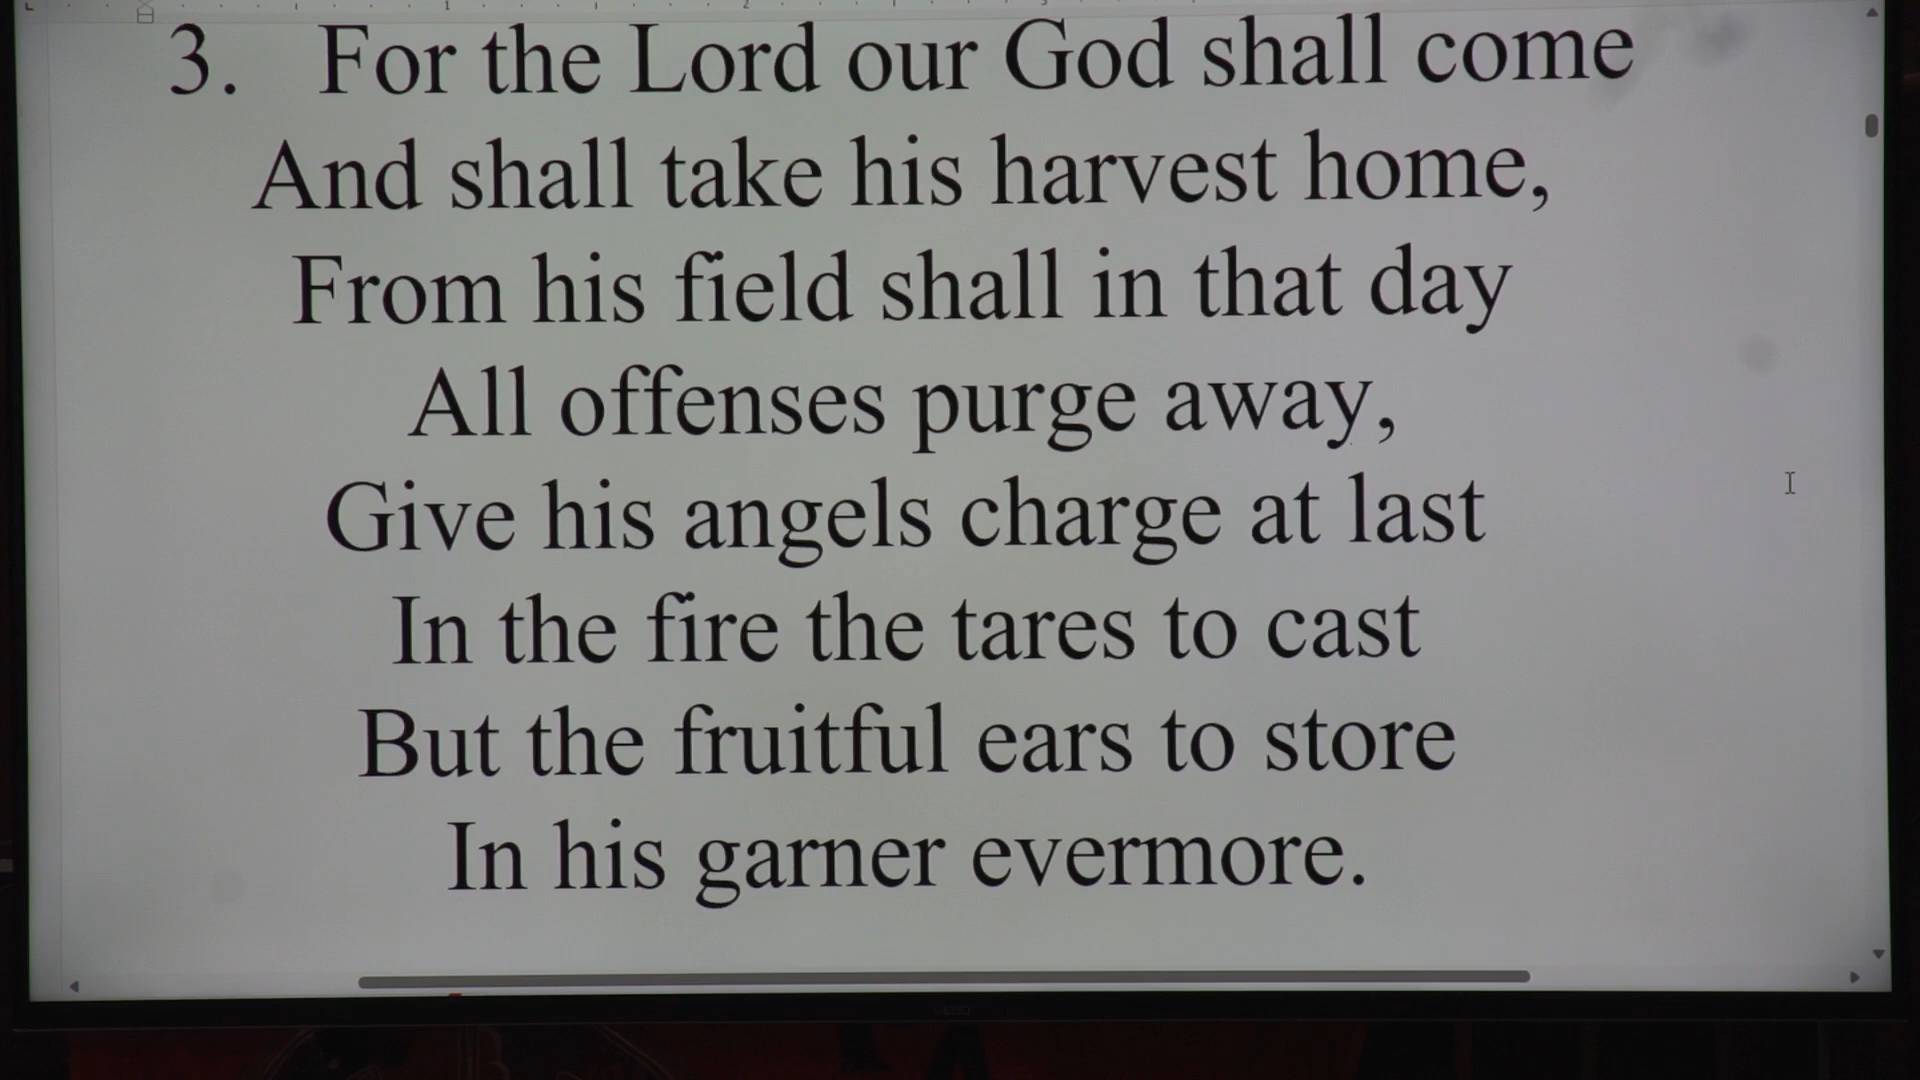 3. For the Lord our God shall come
And shall take his harvest home,
From his field shall in that day
All offenses purge away,
Give his angels charge at last
In the fire the tares to cast
But the fruitful ears to store
In his garner evermore.